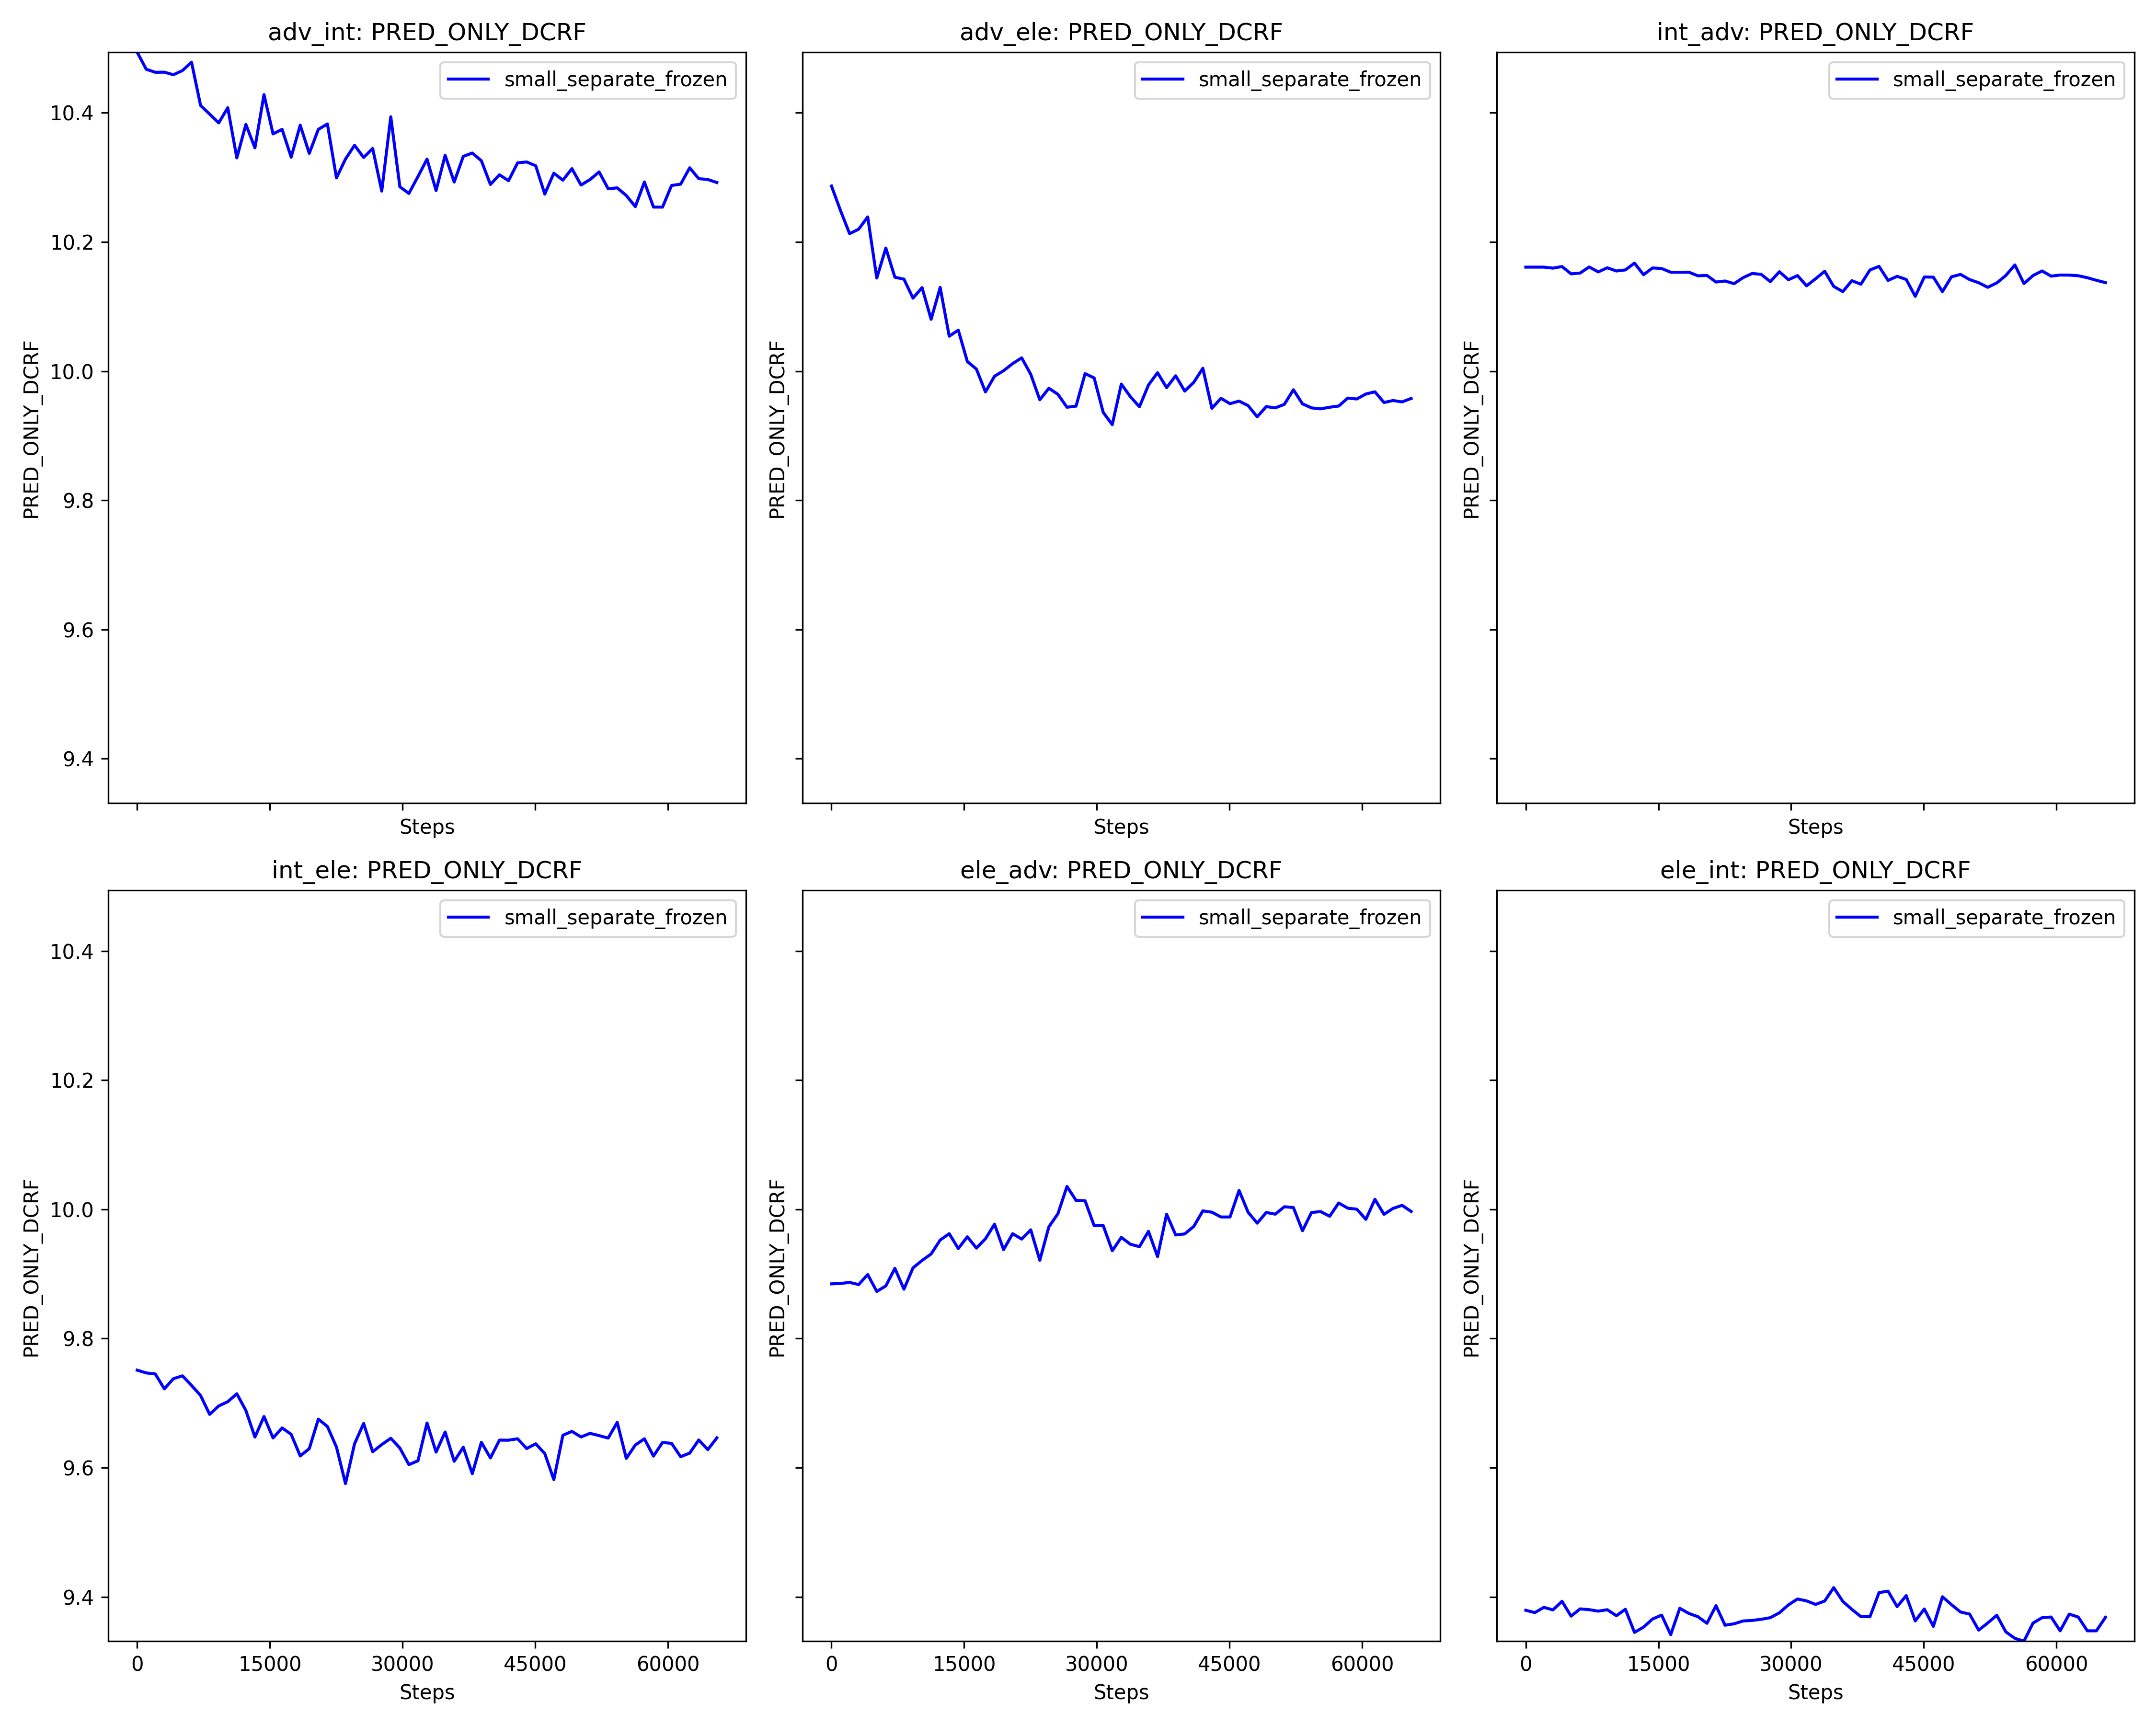 adv_int: PRED_ONLY_DCRF
small_separate_frozen
10.4
10.2
10.0
9.8
9.6
9.4
PRED_ONLY_DCRF
Steps
adv_ele: PRED_ONLY_DCRF
small_separate_frozen
PRED_ONLY_DCRF
Steps
int_adv: PRED_ONLY_DCRF
small_separate_frozen
PRED_ONLY_DCRF
Steps
int_ele: PRED_ONLY_DCRF
small_separate_frozen
10.4
10.2
10.0
9.8
9.6
9.4
PRED_ONLY_DCRF
0 15000 30000 45000 60000
Steps
ele_adv: PRED_ONLY_DCRF
small_separate_frozen
PRED_ONLY_DCRF
0 15000 30000 45000 60000
Steps
ele_int: PRED_ONLY_DCRF
small_separate_frozen
PRED_ONLY_DCRF
0 15000 30000 45000 60000
Steps